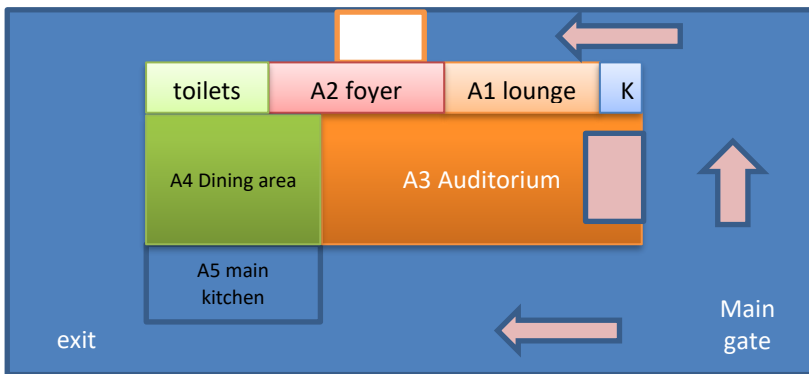 toilets
A2 foyer
A1 lounge
K
A4 Dining area
A3 Auditorium
A5 main
kitchen
exit
Main
gate